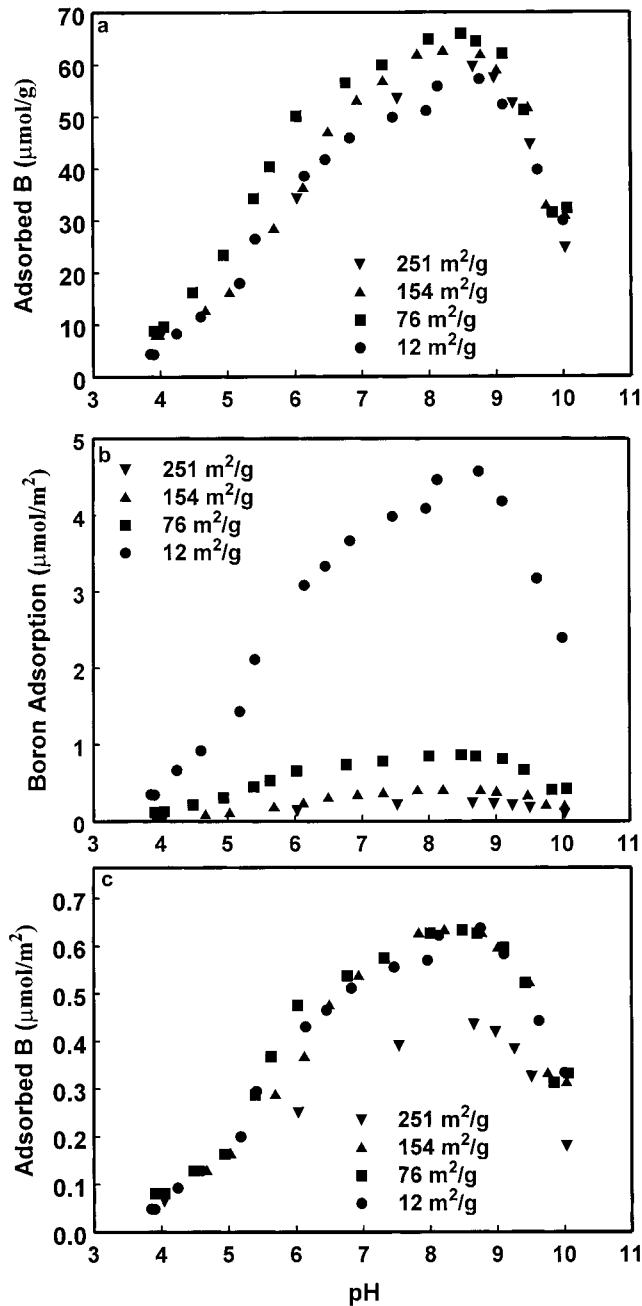 a
70
60
50
40
30
20
10
0
Adsorbed B (μmol/g)
251 m²/g
154 m²/g
76 m²/g
12 m²/g
3 4 5 6 7 8 9 10 11
b
5
4
3
2
1
0
Boron Adsorption (μmol/m²)
251 m²/g
154 m²/g
76 m²/g
12 m²/g
3 4 5 6 7 8 9 10 11
c
0.7
0.6
0.5
0.4
0.3
0.2
0.1
0.0
Adsorbed B (μmol/m²)
251 m²/g
154 m²/g
76 m²/g
12 m²/g
3 4 5 6 7 8 9 10 11
pH